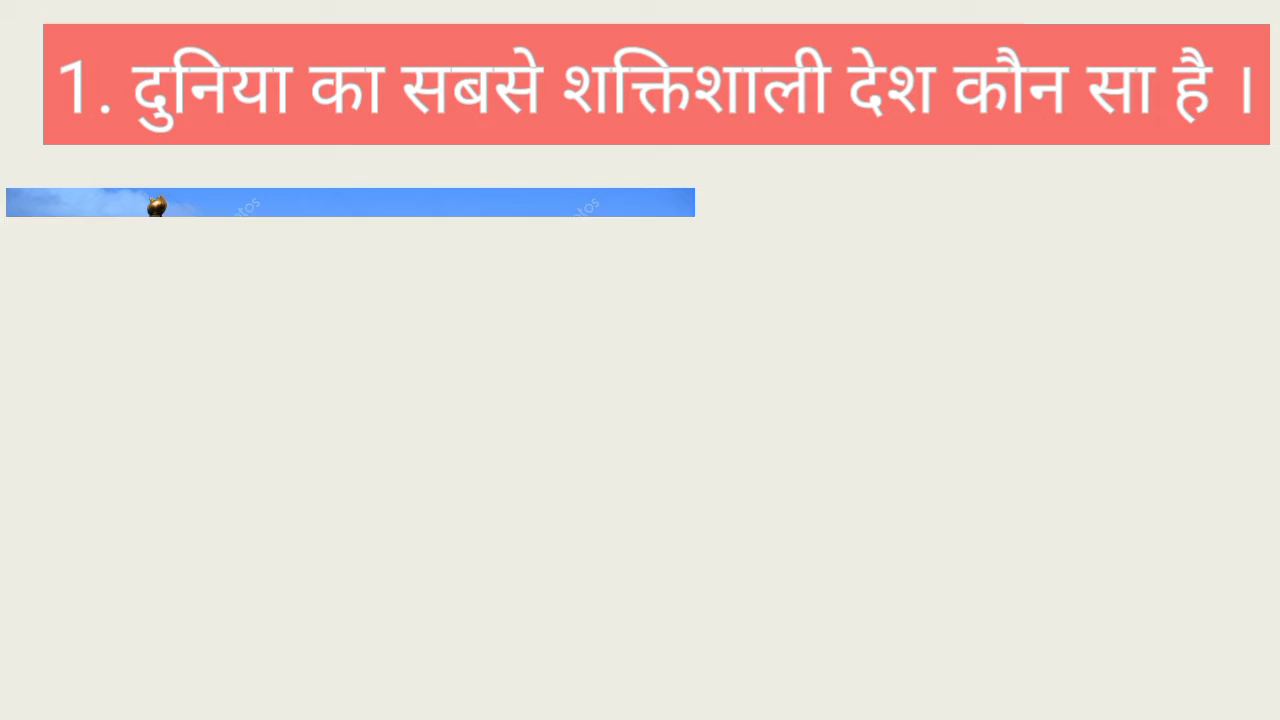 1. दुनिया का सबसे शक्तिशाली देश कौन सा है ।